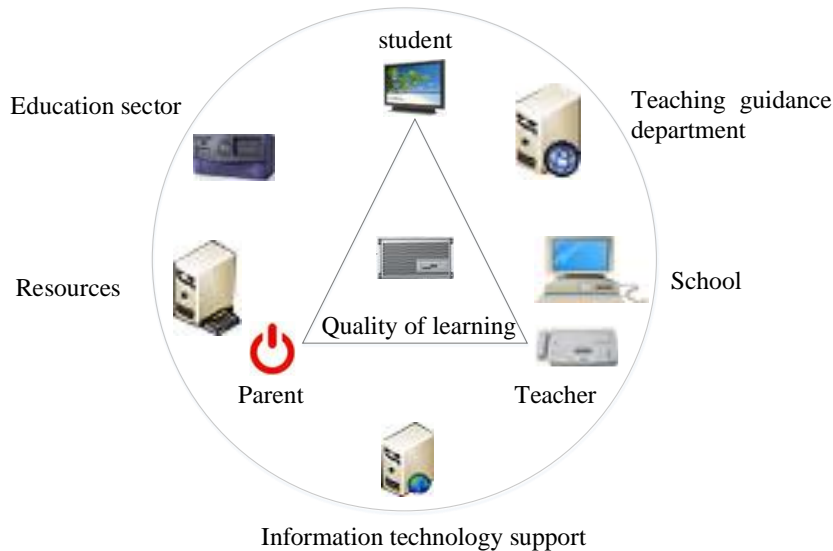 student
Education sector
Teaching guidance
department
Resources
School
Quality of learning
Parent
Teacher
Information technology support